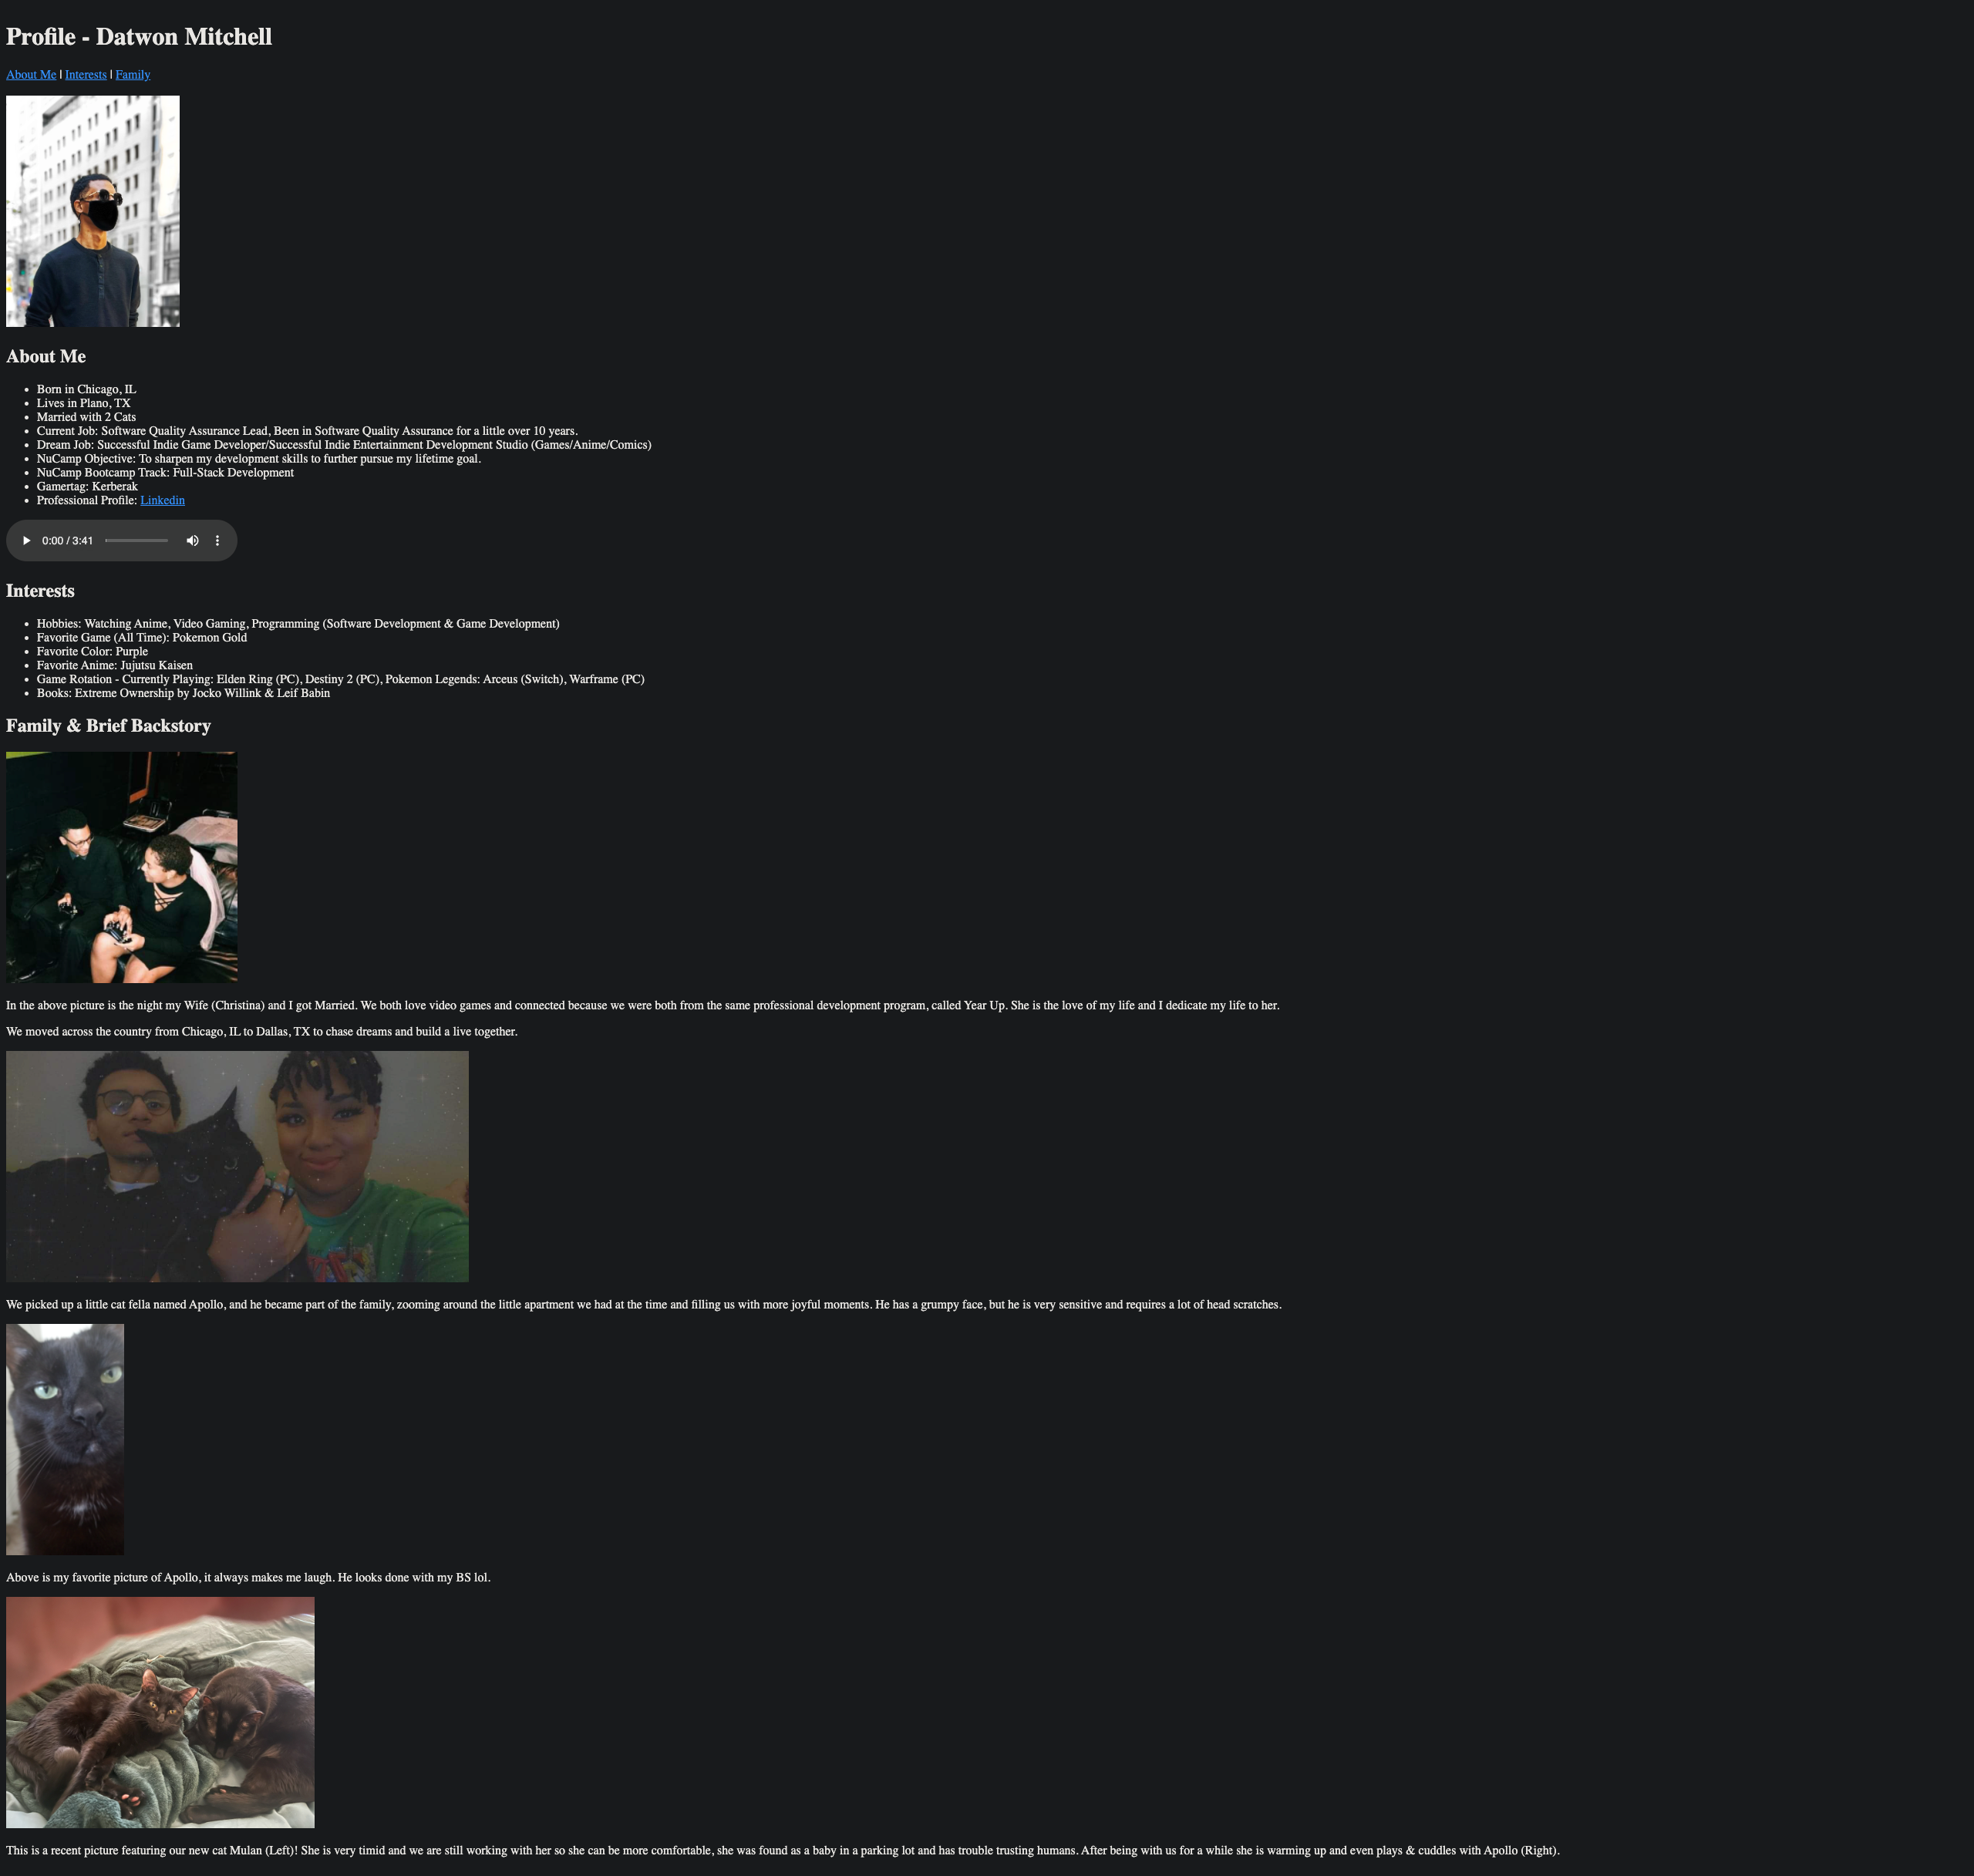 Profile - Datwon Mitchell
About Me | Interests | Family
About Me
• Born in Chicago, IL
• Lives in Plano, TX
• Married with 2 Cats
• Current Job: Software Quality Assurance Lead, Been in Software Quality Assurance for a little over 10 years.
• Dream Job: Successful Indie Game Developer/Successful Indie Entertainment Development Studio (Games/Anime/Comics)
• NuCamp Objective: To sharpen my development skills to further pursue my lifetime goal.
• NuCamp Bootcamp Track: Full-Stack Development
• Gamertag: Kerberak
• Professional Profile: Linkedin
0:00 / 3:41
Interests
• Hobbies: Watching Anime, Video Gaming, Programming (Software Development & Game Development)
• Favorite Game (All Time): Pokemon Gold
• Favorite Color: Purple
• Favorite Anime: Jujutsu Kaisen
• Game Rotation - Currently Playing: Elden Ring (PC), Destiny 2 (PC), Pokemon Legends: Arceus (Switch), Warframe (PC)
• Books: Extreme Ownership by Jocko Willink & Leif Babin
Family & Brief Backstory
In the above picture is the night my Wife (Christina) and I got Married. We both love video games and connected because we were both from the same professional development program, called Year Up. She is the love of my life and I dedicate my life to her.
We moved across the country from Chicago, IL to Dallas, TX to chase dreams and build a live together.
We picked up a little cat fella named Apollo, and he became part of the family, zooming around the little apartment we had at the time and filling us with more joyful moments. He has a grumpy face, but he is very sensitive and requires a lot of head scratches.
Above is my favorite picture of Apollo, it always makes me laugh. He looks done with my BS lol.
This is a recent picture featuring our new cat Mulan (Left)! She is very timid and we are still working with her so she can be more comfortable, she was found as a baby in a parking lot and has trouble trusting humans. After being with us for a while she is warming up and even plays & cuddles with Apollo (Right).